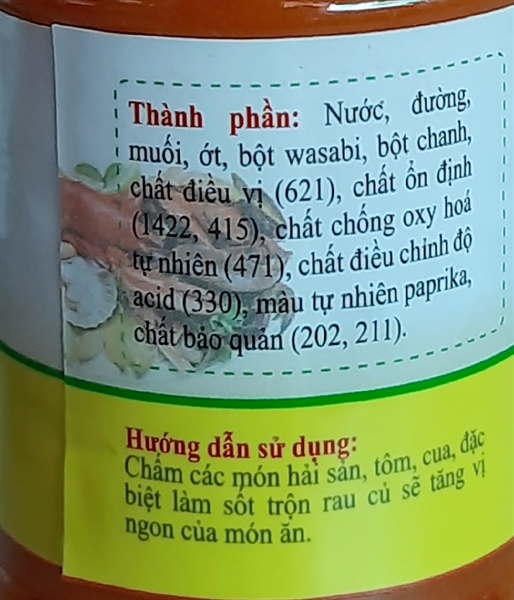 Thành phần: Nước, đường,
muối, ớt, bột wasabi, bột chanh,
chất điều vị (621), chất ổn định
(1422, 415), chất chống oxy hoá
tự nhiên (471), chất điều chỉnh độ
acid (330), màu tự nhiên paprika,
chất bảo quản (202, 211).
Hướng dẫn sử dụng:
Chấm các món hải sản, tôm, cua, đặc
biệt làm sốt trộn rau củ sẽ tăng vị
ngon của món ăn.